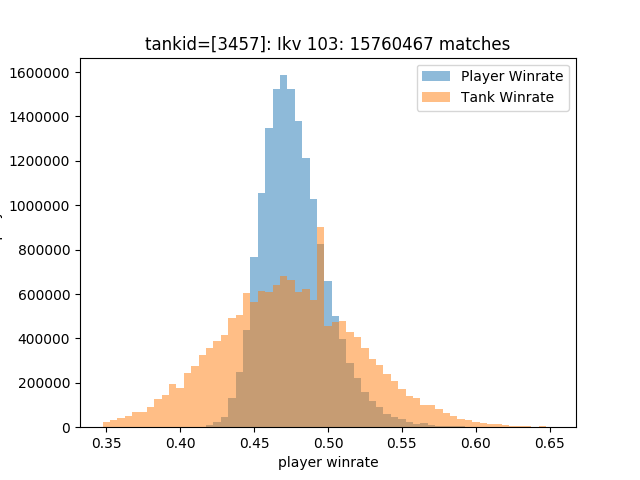 tankid=[3457]: Ikv 103: 15760467 matches
Player Winrate
Tank Winrate
1600000
1400000
1200000
1000000
800000
600000
400000
200000
0
0.35 0.40 0.45 0.50 0.55 0.60 0.65
player winrate